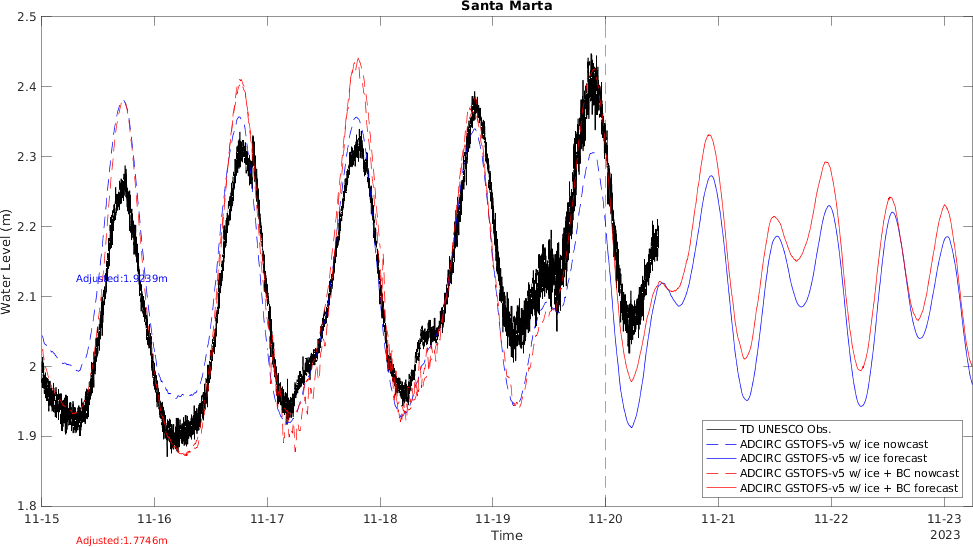 Santa Marta
2.5
2.4
2.3
2.2
2.1
2
1.9
1.8
Water Level (m)
Adjusted:1.9239m
TD UNESCO Obs.
ADCIRC GSTOFS-v5 w/ ice nowcast
ADCIRC GSTOFS-v5 w/ ice forecast
ADCIRC GSTOFS-v5 w/ ice + BC nowcast
ADCIRC GSTOFS-v5 w/ ice + BC forecast
11-15 11-16 11-17 11-18 11-19 11-20 11-21 11-22 11-23
Time 2023
Adjusted:1.7746m